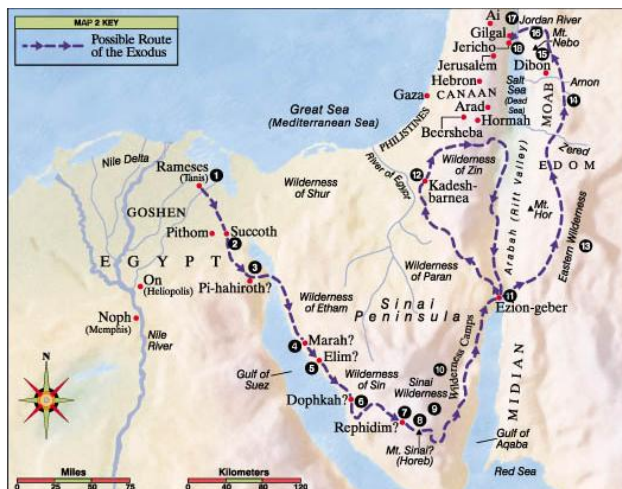 MAP 2 KEY
Possible Route
of the Exodus
Ai
17
Jordan River
Gilgal
16
Mt.
Nebo
Jericho
18
15
Jerusalem
Dibon
Hebron
Salt
Sea
(Dead
Sea)
Arnon
CANAAN
MOAB
14
Gaza
Arad
Great Sea
(Mediterranean Sea)
PHILISTINES
Beersheba
Hormah
Zered
EDOM
Nile Delta
Rameses
(Tanis)
1
Wilderness
of Shur
River of Egypt
Wilderness
of Zin
12
Kadesh-
barnea
Arabah (Rift Valley)
Mt.
Hor
GOSHEN
Pithom
Succoth
2
Eastern Wilderness
13
EGYPT
3
Pi-hahiroth?
Wilderness
of Paran
On
(Heliopolis)
Wilderness
of Etham
Sinai
Peninsula
11
Ezion-geber
Noph
(Memphis)
Nile
River
4
Marah?
5
Elim?
Wilderness Camps
MIDIAN
Gulf of
Suez
Wilderness
of Sin
10
Sinai
Wilderness
N
Dophkah?
6
7
8
9
Rephidim?
Mt. Sinai?
(Horeb)
Gulf of
Aqaba
Red Sea
Miles
0 25 50 75
Kilometers
0 40 60 120